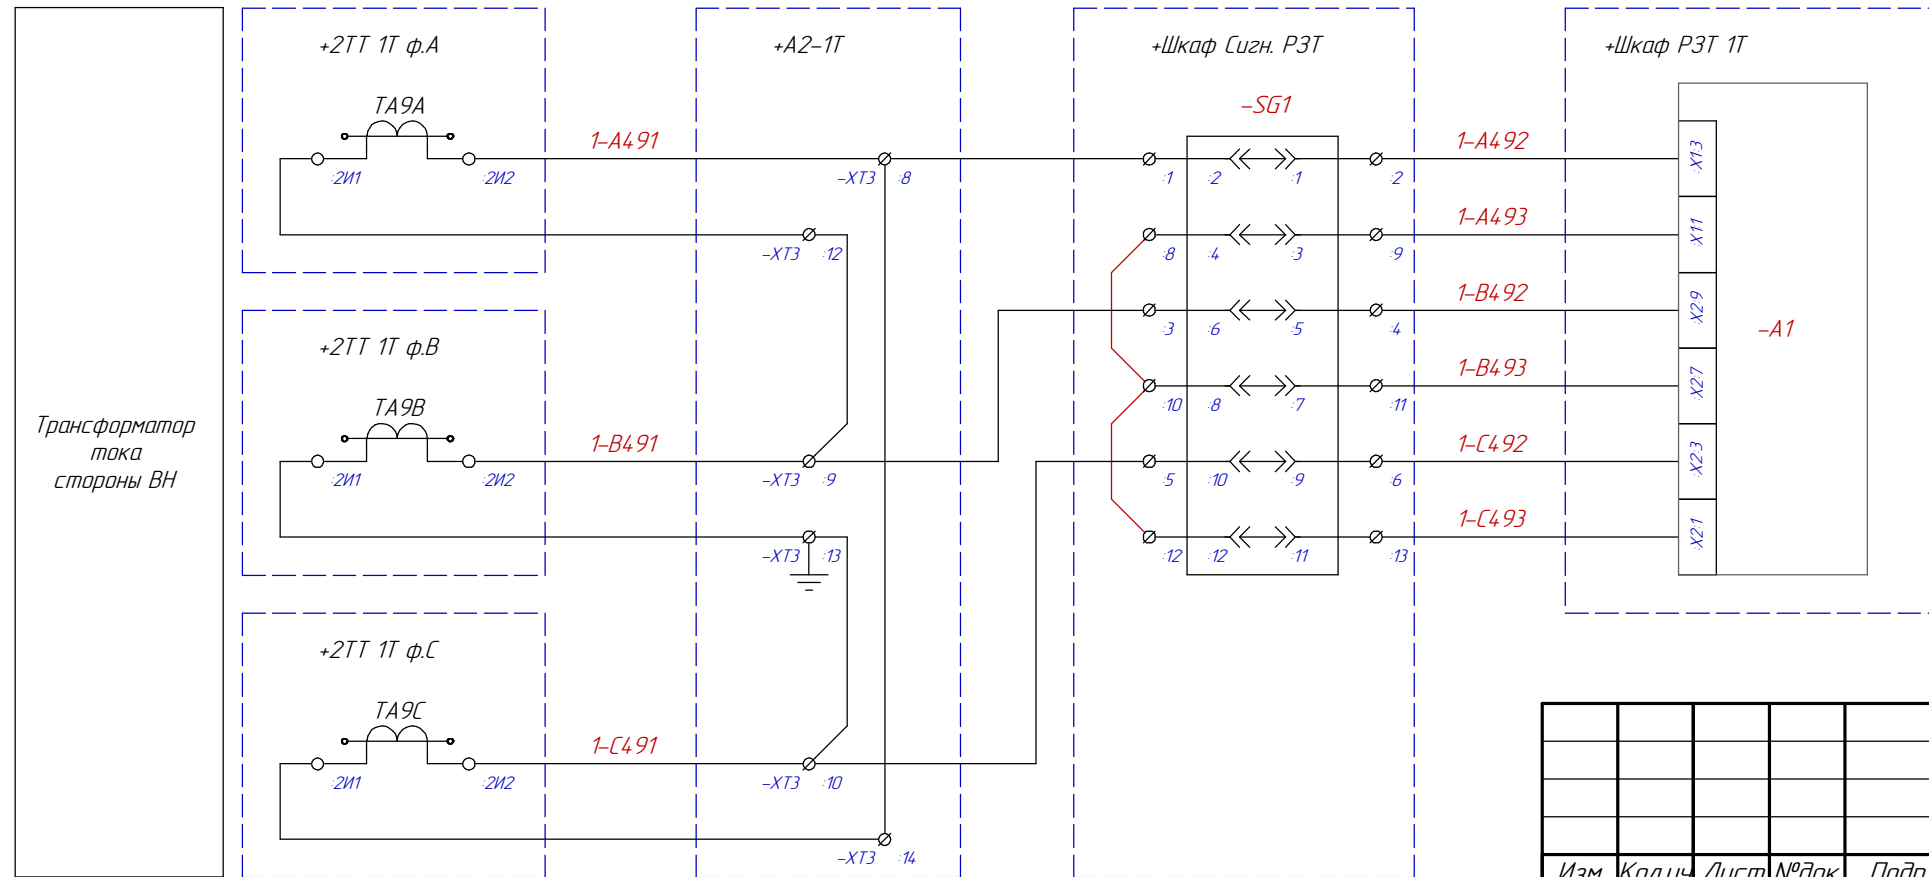 Трансформатор
тока
стороны ВН
+2ТТ 1Т ф.А
ТА9А
:2И1
:2И2
1-А491
+2ТТ 1Т ф.В
ТА9В
:2И1
:2И2
1-В491
+2ТТ 1Т ф.С
ТА9С
:2И1
:2И2
1-С491
+А2-1Т
-ХТ3 :8
-ХТ3 :12
-ХТ3 :9
-ХТ3 :13
-ХТ3 :10
-ХТ3 :14
+Шкаф Сигн. РЗТ
-SG1
:1 :2 :1 :2
:8 :4 :3 :9
:3 :6 :5 :4
:10 :8 :7 :11
:5 :10 :9 :6
:12 :12 :11 :13
1-А492
1-А493
1-В492
1-В493
1-С492
1-С493
+Шкаф РЗТ 1Т
:Х1:3
:Х1:1
:Х2:9
:Х2:7
:Х2:3
:Х2:1
-А1
Изм. Кол.уч Лист №док Подп